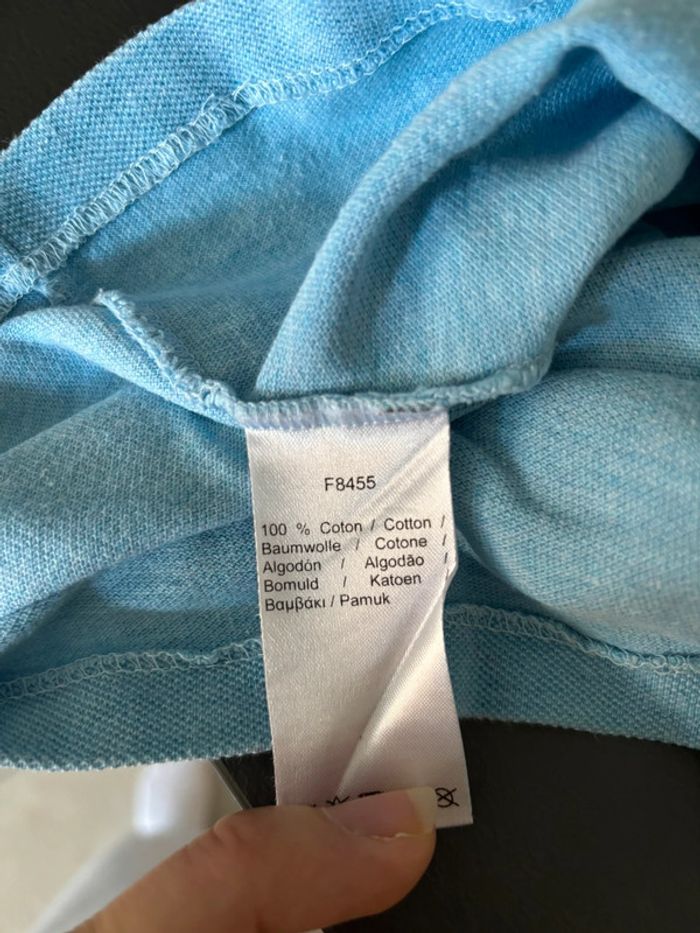 F8455
100 % Coton / Cotton /
Baumwolle / Cotone /
Algodón / Algodão /
Bomuld / Katoen
Βαμβάκι / Pamuk